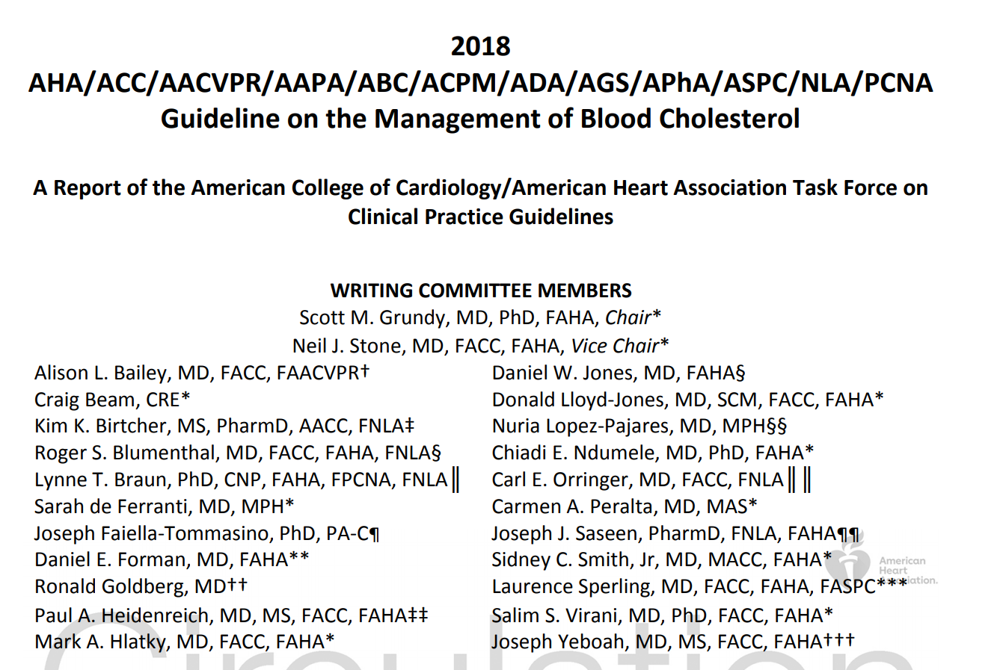 2018
AHA/ACC/AACVPR/AAPA/ABC/ACPM/ADA/AGS/APhA/ASPC/NLA/PCNA
Guideline on the Management of Blood Cholesterol
A Report of the American College of Cardiology/American Heart Association Task Force on
Clinical Practice Guidelines
WRITING COMMITTEE MEMBERS
Scott M. Grundy, MD, PhD, FAHA, Chair*
Neil J. Stone, MD, FACC, FAHA, Vice Chair*
Alison L. Bailey, MD, FACC, FAACVPR†
Craig Beam, CRE*
Kim K. Birtcher, MS, PharmD, AACC, FNLA‡
Roger S. Blumenthal, MD, FACC, FAHA, FNLA§
Lynne T. Braun, PhD, CNP, FAHA, FPCNA, FNLA║
Sarah de Ferranti, MD, MPH*
Joseph Faiella-Tommasino, PhD, PA-C¶
Daniel E. Forman, MD, FAHA**
Ronald Goldberg, MD††
Paul A. Heidenreich, MD, MS, FACC, FAHA‡‡
Mark A. Hlatky, MD, FACC, FAHA*
Daniel W. Jones, MD, FAHA§
Donald Lloyd-Jones, MD, SCM, FACC, FAHA*
Nuria Lopez-Pajares, MD, MPH§§
Chiadi E. Ndumele, MD, PhD, FAHA*
Carl E. Orringer, MD, FACC, FNLA║║
Carmen A. Peralta, MD, MAS*
Joseph J. Saseen, PharmD, FNLA, FAHA¶¶
Sidney C. Smith, Jr, MD, MACC, FAHA*
Laurence Sperling, MD, FACC, FAHA, FASPC***
Salim S. Virani, MD, PhD, FACC, FAHA*
Joseph Yeboah, MD, MS, FACC, FAHA†††
American
Heart
Association.
Circulation